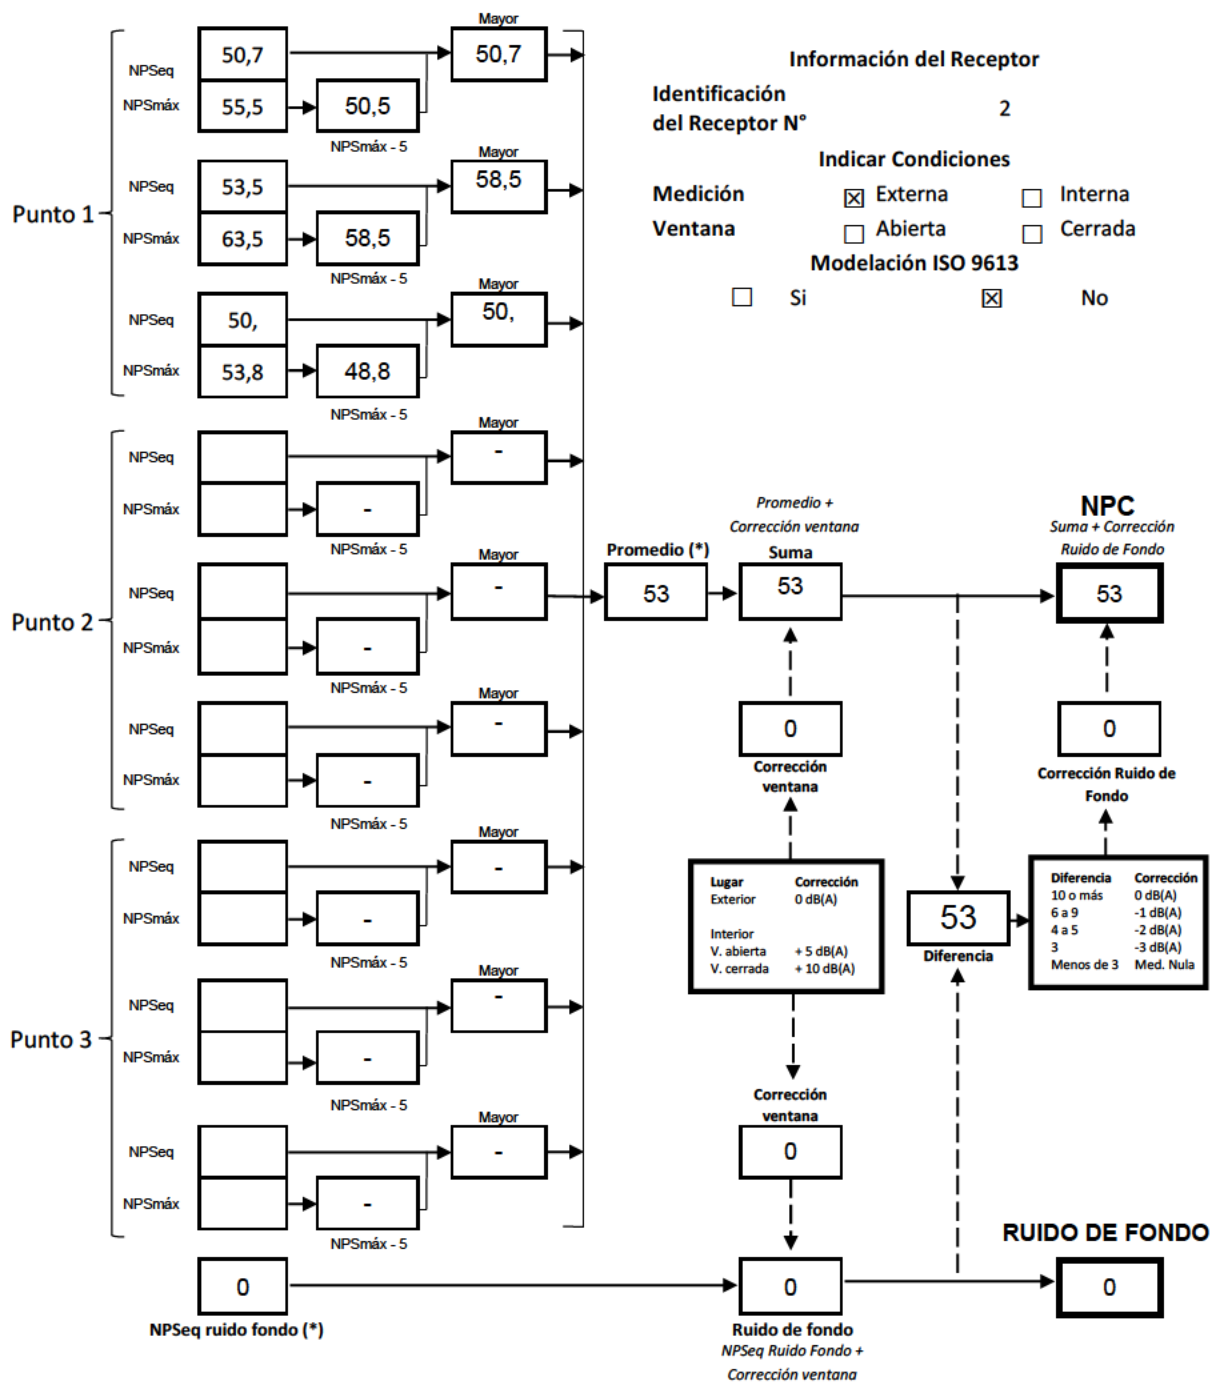 Mayor
50,7
50,7
NPSeq
NPSmáx
55,5
50,5
NPSmáx - 5
Mayor
NPSeq
53,5
58,5
Punto 1
NPSmáx
63,5
58,5
NPSmáx - 5
Mayor
NPSeq
50,
50,
NPSmáx
53,8
48,8
NPSmáx - 5
Información del Receptor
Identificación
del Receptor N°
2
Indicar Condiciones
Medición
☒ Externa
☐ Interna
Ventana
☐ Abierta
☐ Cerrada
Modelación ISO 9613
☐ Si
☒ No
Mayor
NPSeq
-
NPSmáx
-
NPSmáx - 5
Mayor
NPSeq
-
Punto 2
NPSmáx
-
NPSmáx - 5
Mayor
NPSeq
-
NPSmáx
-
NPSmáx - 5
Mayor
NPSeq
-
NPSmáx
-
NPSmáx - 5
Mayor
NPSeq
-
Punto 3
NPSmáx
-
NPSmáx - 5
Mayor
NPSeq
-
NPSmáx
-
NPSmáx - 5
0
NPSeq ruido fondo (*)
Promedio (*)
53
Promedio +
Corrección ventana
Suma
53
0
Corrección
ventana
Lugar Corrección
Exterior 0 dB(A)
Interior
V. abierta + 5 dB(A)
V. cerrada + 10 dB(A)
Corrección
ventana
0
0
Ruido de fondo
NPSeq Ruido Fondo +
Corrección ventana
53
Diferencia
NPC
Suma + Corrección
Ruido de Fondo
53
0
Corrección Ruido de
Fondo
Diferencia Corrección
10 o más 0 dB(A)
6 a 9 -1 dB(A)
4 a 5 -2 dB(A)
3 -3 dB(A)
Menos de 3 Med. Nula
RUIDO DE FONDO
0